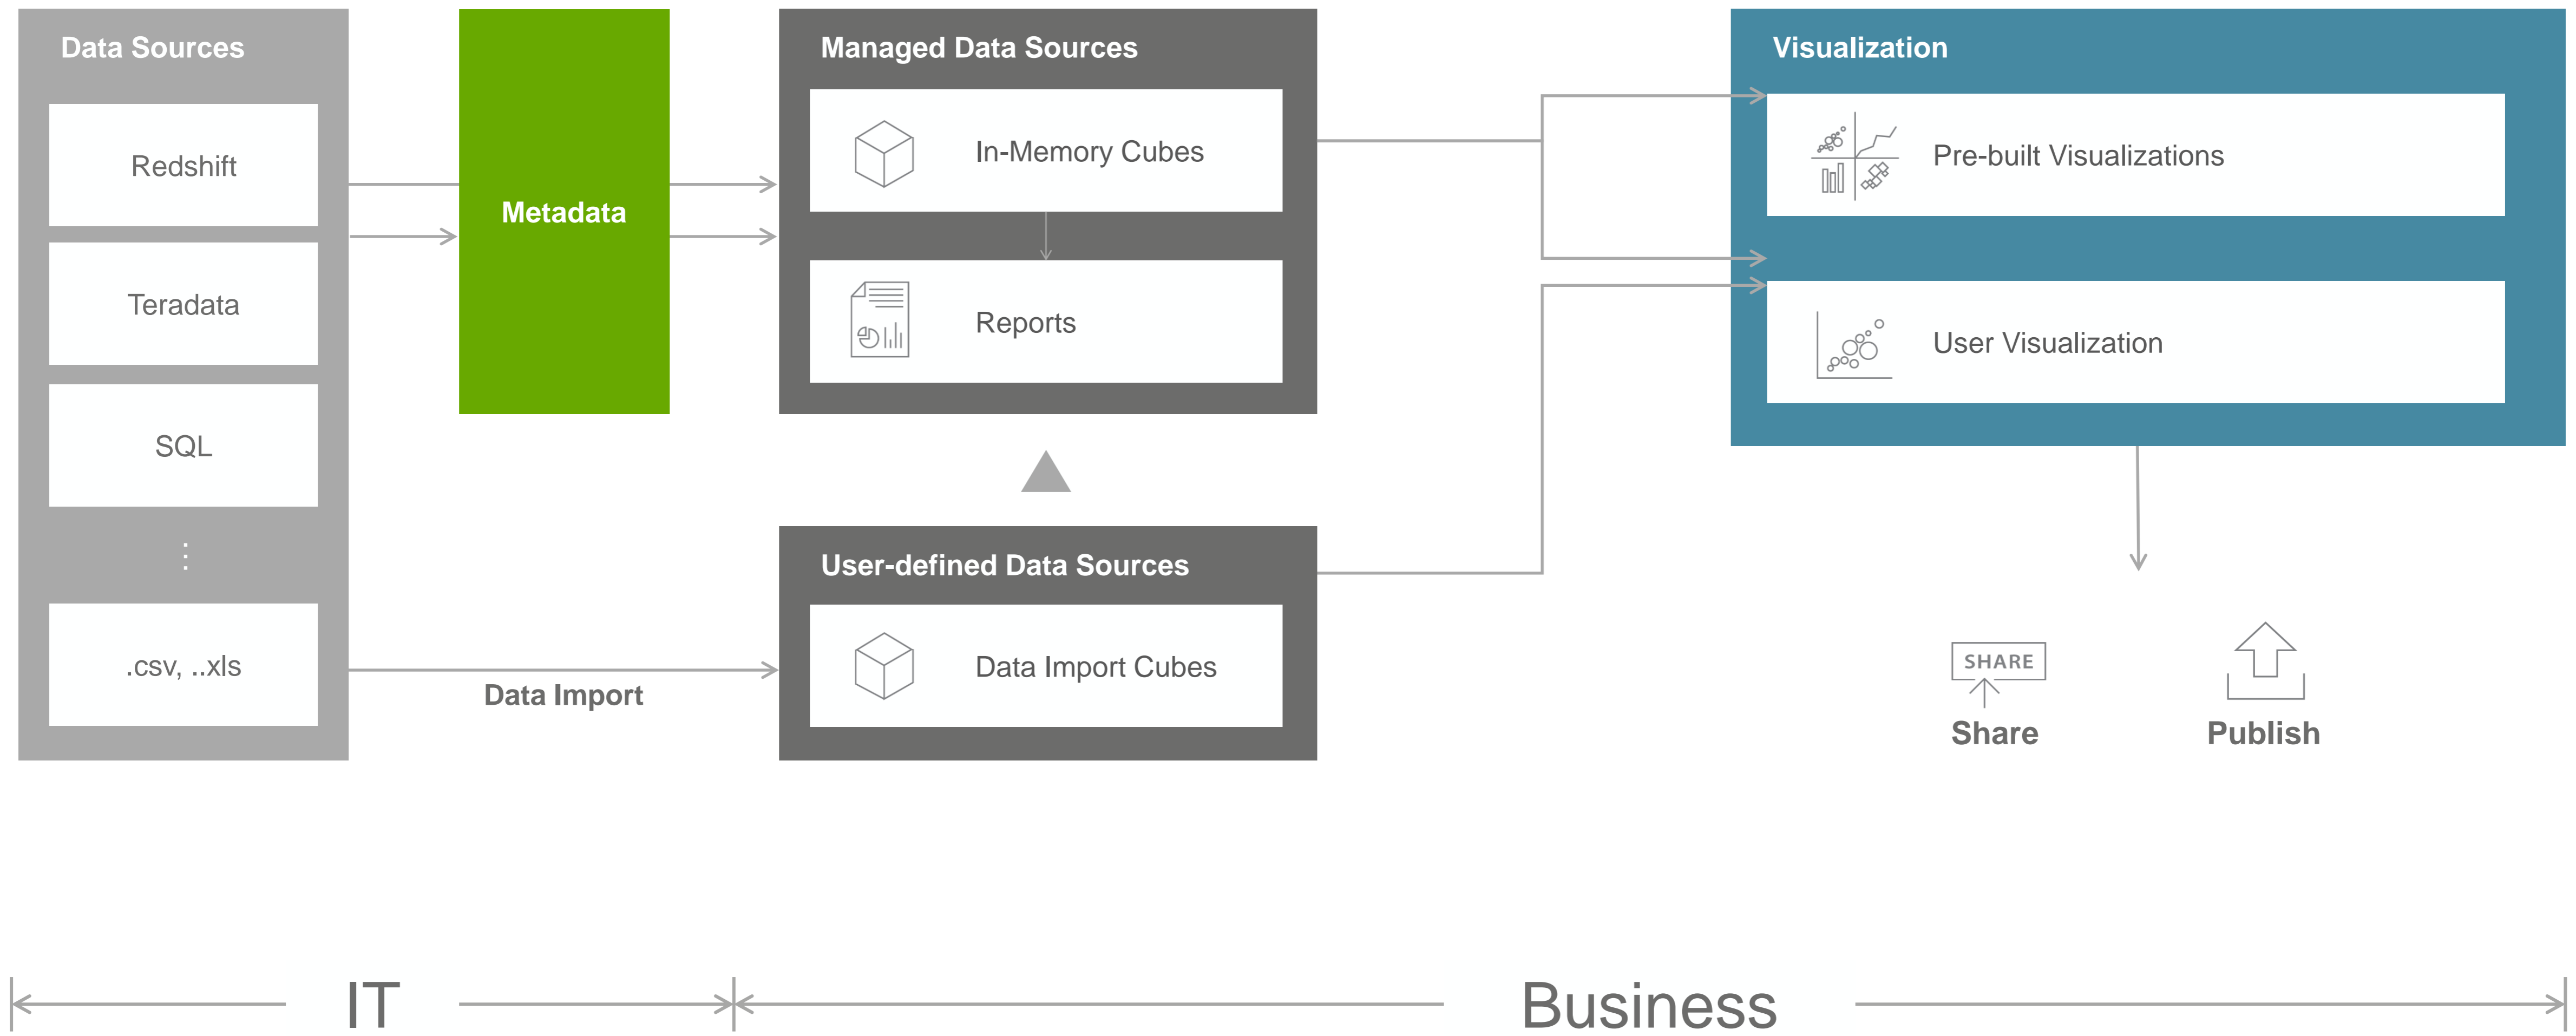 Data Sources
Redshift
Teradata
SQL
⋮
.csv, ..xls
Metadata
Data Import
Managed Data Sources
In-Memory Cubes
Reports
User-defined Data Sources
Data Import Cubes
Visualization
Pre-built Visualizations
User Visualization
SHARE
Share
Publish
IT
Business